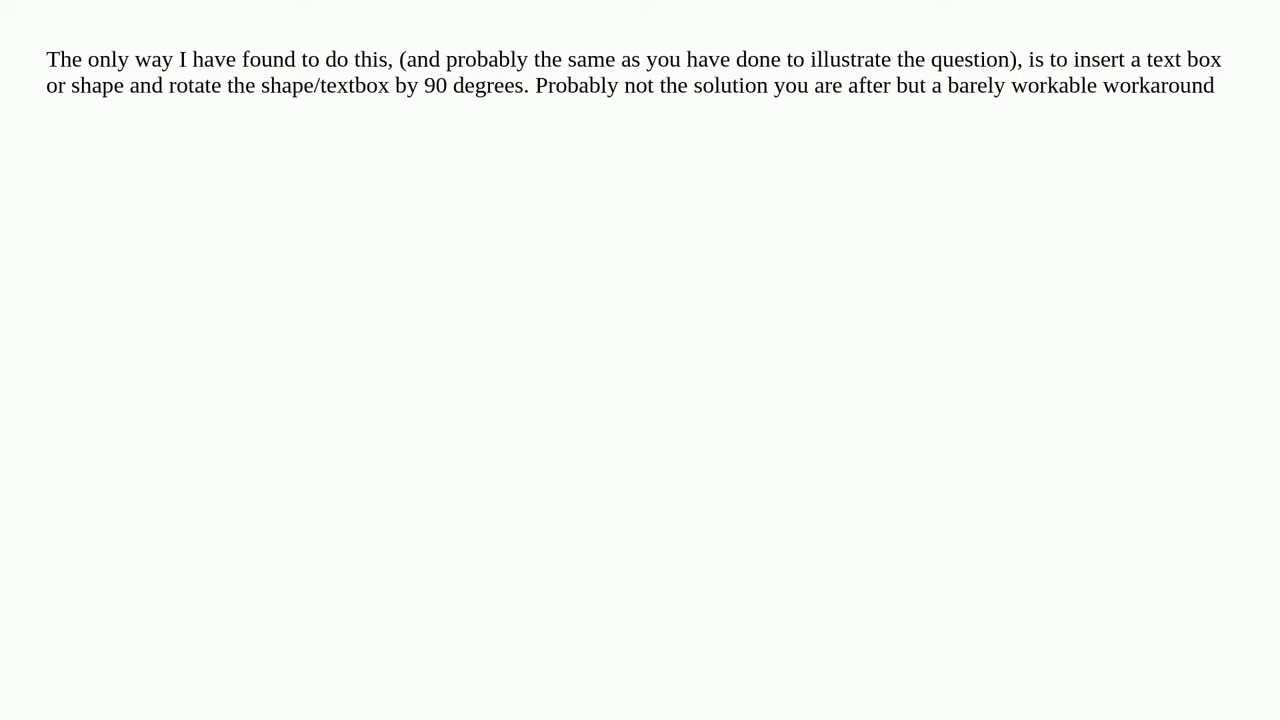 The only way I have found to do this, (and probably the same as you have done to illustrate the question), is to insert a text box
or shape and rotate the shape/textbox by 90 degrees. Probably not the solution you are after but a barely workable workaround